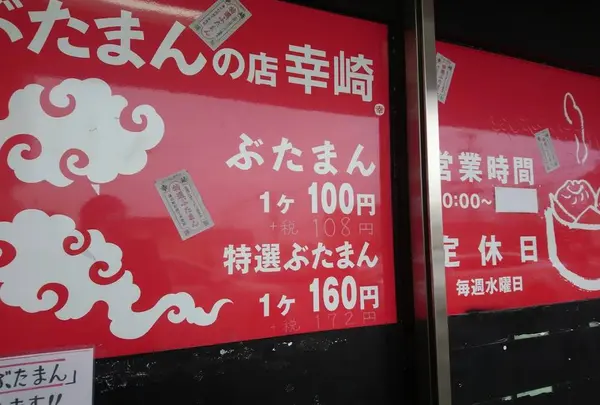 ぶたまんの店 幸崎
ぶたまん
1ヶ 100円
+税 108円
特選ぶたまん
1ヶ 160円
+税 172円
営業時間
0:00~
定休日
毎週水曜日
ぶたまん」
ます!!